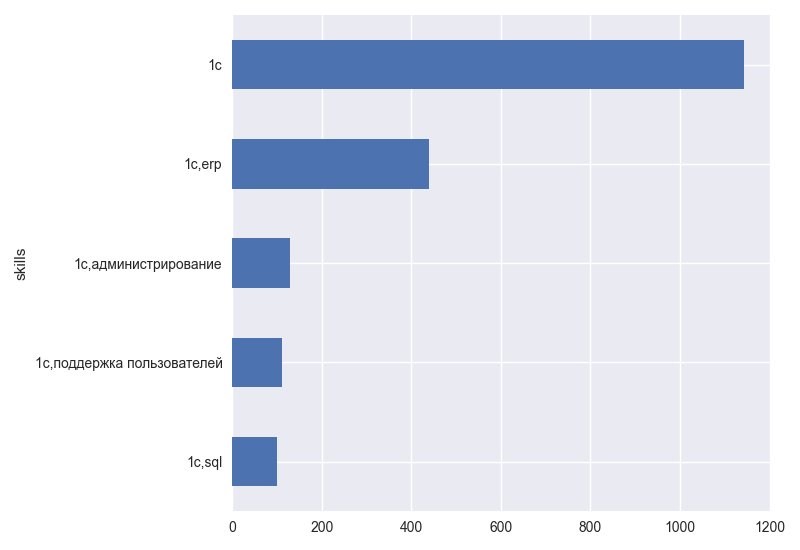 1c
1c,erp
skills
1c,администрирование
1c,поддержка пользователей
1c,sql
0 200 400 600 800 1000 1200